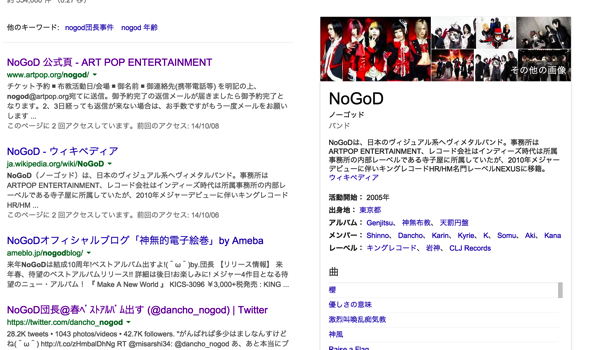 他のキーワード: nogod団長事件 nogod 年齢
NoGoD 公式頁 - ART POP ENTERTAINMENT
www.artpop.org/nogod/
チケット予約■布教活動日/会場■御名前■御連絡先(携帯電話等) を明記の上、
nogod@artpop.org宛てに送信。御予約完了の返信メールが届きましたら御予約完了と
なります。2、3日経っても返信が来ない場合は、お手数ですがもう一度メールをお願い
します ...
このページに 2 回アクセスしています。前回のアクセス: 14/10/08
NoGoD - ウィキペディア
ja.wikipedia.org/wiki/NoGoD
NoGoD（ノーゴッド）は、日本のヴィジュアル系ヘヴィメタルバンド。事務所は
ARTPOP ENTERTAINMENT、レコード会社はインディーズ時代は所属事務所の内部レ
ーベルである寺子屋に所属していたが、2010年メジャーデビューに伴いキングレコード
HR/HM ...
このページに 2 回アクセスしています。前回のアクセス: 14/10/06
NoGoDオフィシャルブログ「神無的電子絵巻」by Ameba
ameblo.jp/nogodblog/
来年NoGoDは結成10周年!ベストアルバム出すよ!(´ω`)by.団長 【リリース情報】 来
年春、待望のベストアルバムリリース!! 詳細は後日!お楽しみに! メジャー4作目となる待
望のニュー・アルバム！ 『 Make A New World 』 KICS-3096 ￥3,000+税発売 : KING ...
NoGoD団長@春ﾍﾞｽﾄｱﾙﾊﾞﾑ出す (@dancho_nogod) | Twitter
https://twitter.com/dancho_nogod
28.2K tweets • 1043 photos/videos • 42.7K followers. "がんばれば多少はましなんすけど
ね(´ω`) http://t.co/zHmbalDhNg RT @misarshi34: @dancho_nogod あ、あと本当にプ
その他の画像
NoGoD
ノーゴッド
バンド
NoGoDは、日本のヴィジュアル系ヘヴィメタルバンド。事務所は
ARTPOP ENTERTAINMENT、レコード会社はインディーズ時代は所属
事務所の内部レーベルである寺子屋に所属していたが、2010年メジャー
デビューに伴いキングレコードHR/HM名門レーベルNEXUSに移籍。
ウィキペディア
活動開始： 2005年
出身地： 東京都
アルバム： Genjitsu、 神無布教、 天罰円盤
メンバー： Shinno、 Dancho、 Karin、 Kyrie、 K、 Somu、 Aki、 Kana
レーベル： キングレコード、 岩神、 CLJ Records
曲
櫻
優しさの意味
激烈叫喚乱痴気教
神風
Raise a Flag